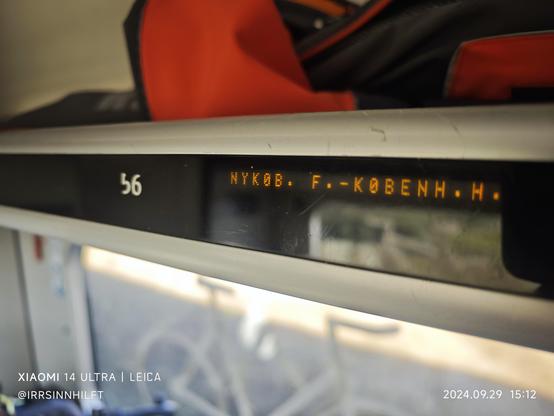 56
NYKØB. F.-KØBENH.H.
XIAOMI 14 ULTRA | LEICA
@IRRSINNHILFT
2024.09.29 15:12